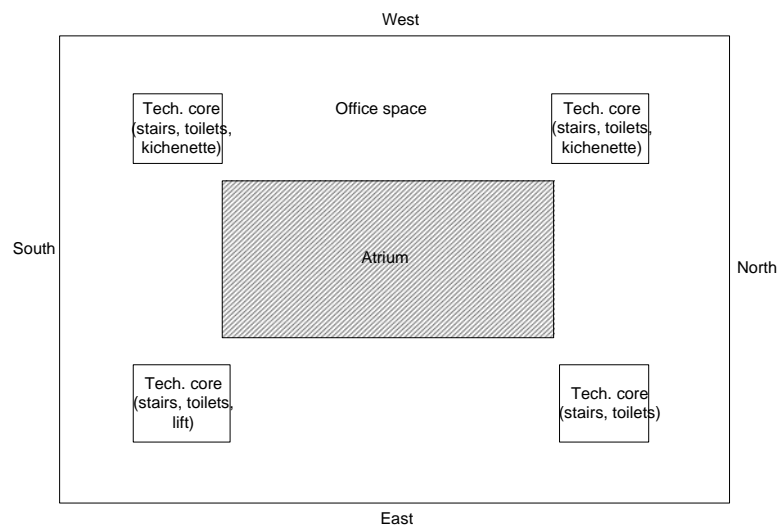 West
Tech. core
(stairs, toilets,
kichenette)
Office space
Tech. core
(stairs, toilets,
kichenette)
South
Atrium
North
Tech. core
(stairs, toilets,
lift)
Tech. core
(stairs, toilets)
East